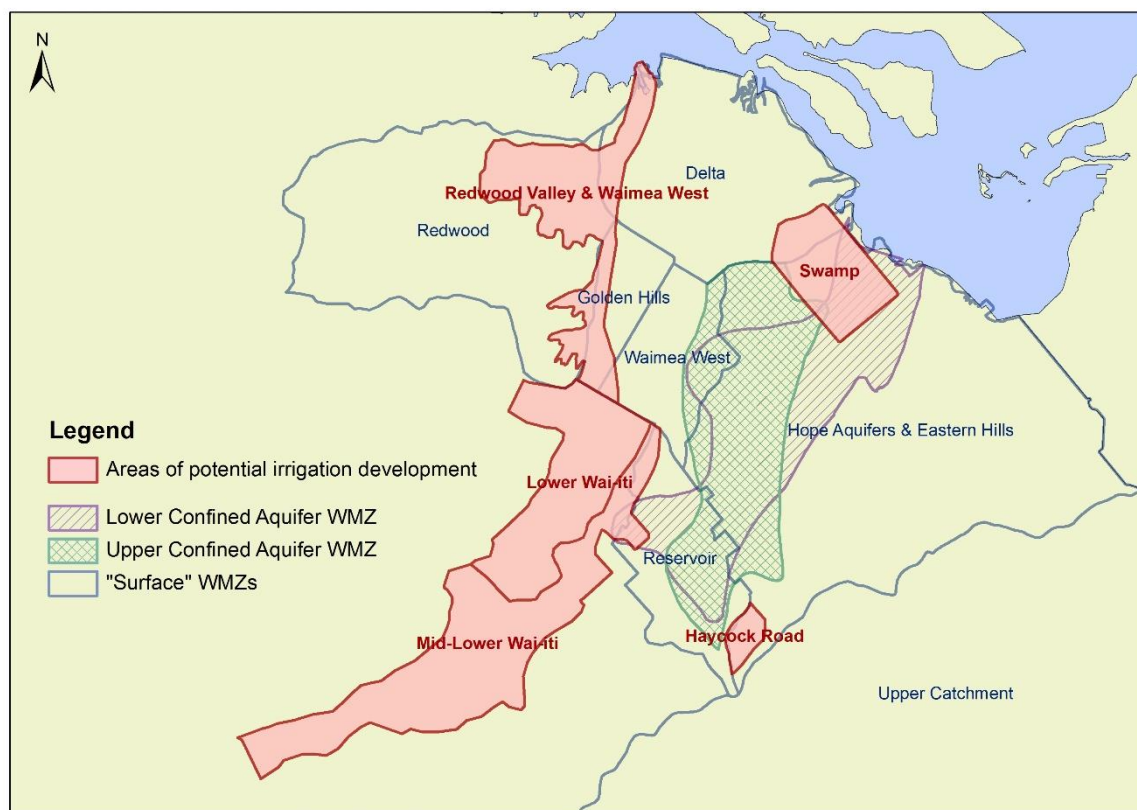 N
Delta
Redwood Valley & Waimea West
Redwood
Swamp
Golden Hills
Waimea West
Hope Aquifers & Eastern Hills
Legend
Areas of potential irrigation development
Lower Confined Aquifer WMZ
Upper Confined Aquifer WMZ
"Surface" WMZs
Lower Wai-iti
Reservoir
Mid-Lower Wai-iti
Haycock Road
Upper Catchment